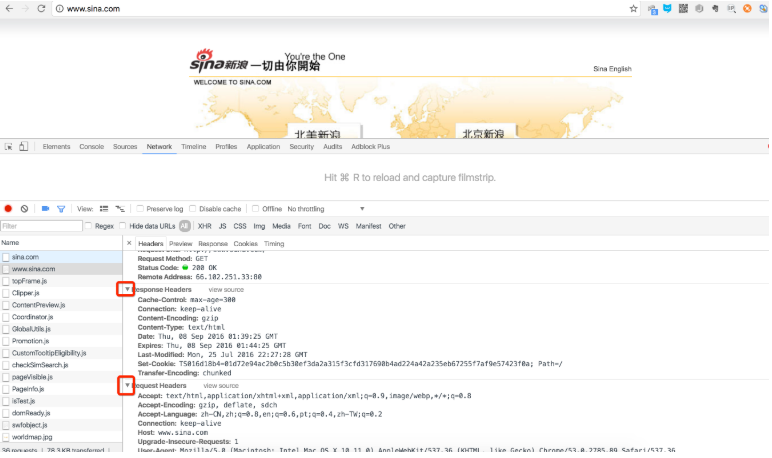 www.sina.com
sina新浪 一切由你開始
You're the One
Sina English
WELCOME TO SINA.COM
北美新浪
北京新浪
Elements Console Sources Network Timeline Profiles Application Security Audits Adblock Plus
Hit ⌘ R to reload and capture filmstrip.
View: Preserve log Disable cache Offline No throttling
Filter Regex Hide data URLs All XHR JS CSS Img Media Font Doc WS Manifest Other
Name
× Headers Preview Response Cookies Timing
sina.com
www.sina.com
topFrame.js
Clipper.js
ContentPreview.js
Coordinator.js
GlobalUtils.js
Promotion.js
CustomTooltipEligibility.js
checkSimSearch.js
pageVisible.js
PageInfo.js
isTest.js
domReady.js
swfobject.js
worldmap.jpg
36 requests | 78.3 KB transferred |
Request Method: GET
Status Code: 200 OK
Remote Address: 66.102.251.33:80
Response Headers view source
Cache-Control: max-age=300
Connection: keep-alive
Content-Encoding: gzip
Content-Type: text/html
Date: Thu, 08 Sep 2016 01:39:25 GMT
Expires: Thu, 08 Sep 2016 01:44:25 GMT
Last-Modified: Mon, 25 Jul 2016 22:27:28 GMT
Set-Cookie: TS016d18b4=01d72e94ac2b0c5b30ef3da2a315f3cfd317690b4ad224a42a235eb67255f7af9e57423f0a; Path=/
Transfer-Encoding: chunked
Request Headers view source
Accept: text/html,application/xhtml+xml,application/xml;q=0.9,image/webp,*/*;q=0.8
Accept-Encoding: gzip, deflate, sdch
Accept-Language: zh-CN,zh;q=0.8,en;q=0.6,pt;q=0.4,zh-TW;q=0.2
Connection: keep-alive
Host: www.sina.com
Upgrade-Insecure-Requests: 1
User-Agent: Mozilla/5.0 (Macintosh; Intel Mac OS X 10_11_0) AppleWebKit/537.36 (KHTML, like Gecko) Chrome/53.0.2785.89 Safari/537.36